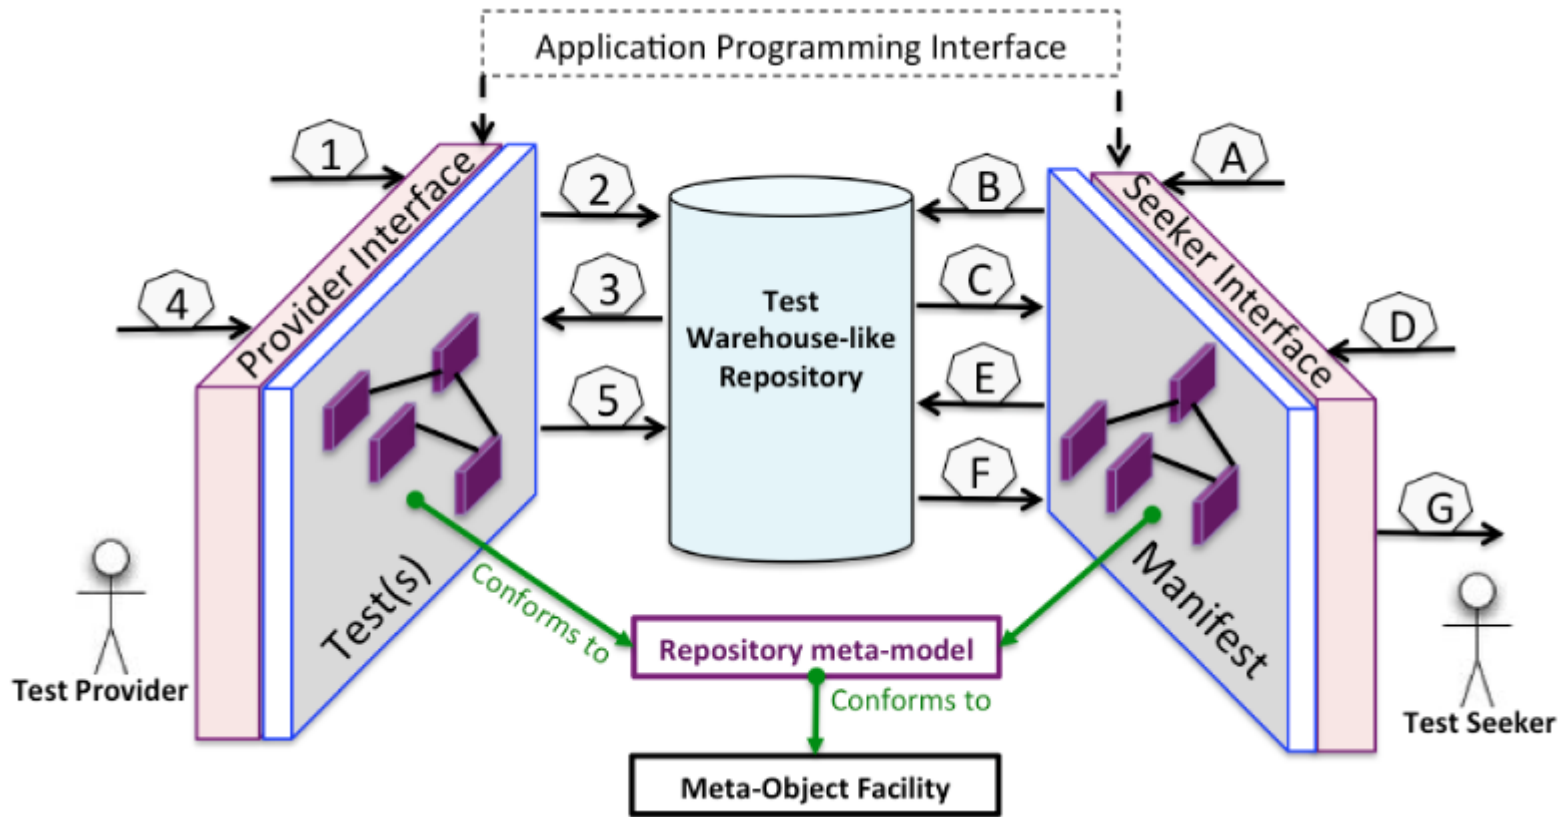 Application Programming Interface
1
2
3
4
5
A
B
C
D
E
F
G
Provider Interface
Seeker Interface
Test
Warehouse-like
Repository
Test(s)
Manifest
Conforms to
Repository meta-model
Conforms to
Meta-Object Facility
Test Provider
Test Seeker